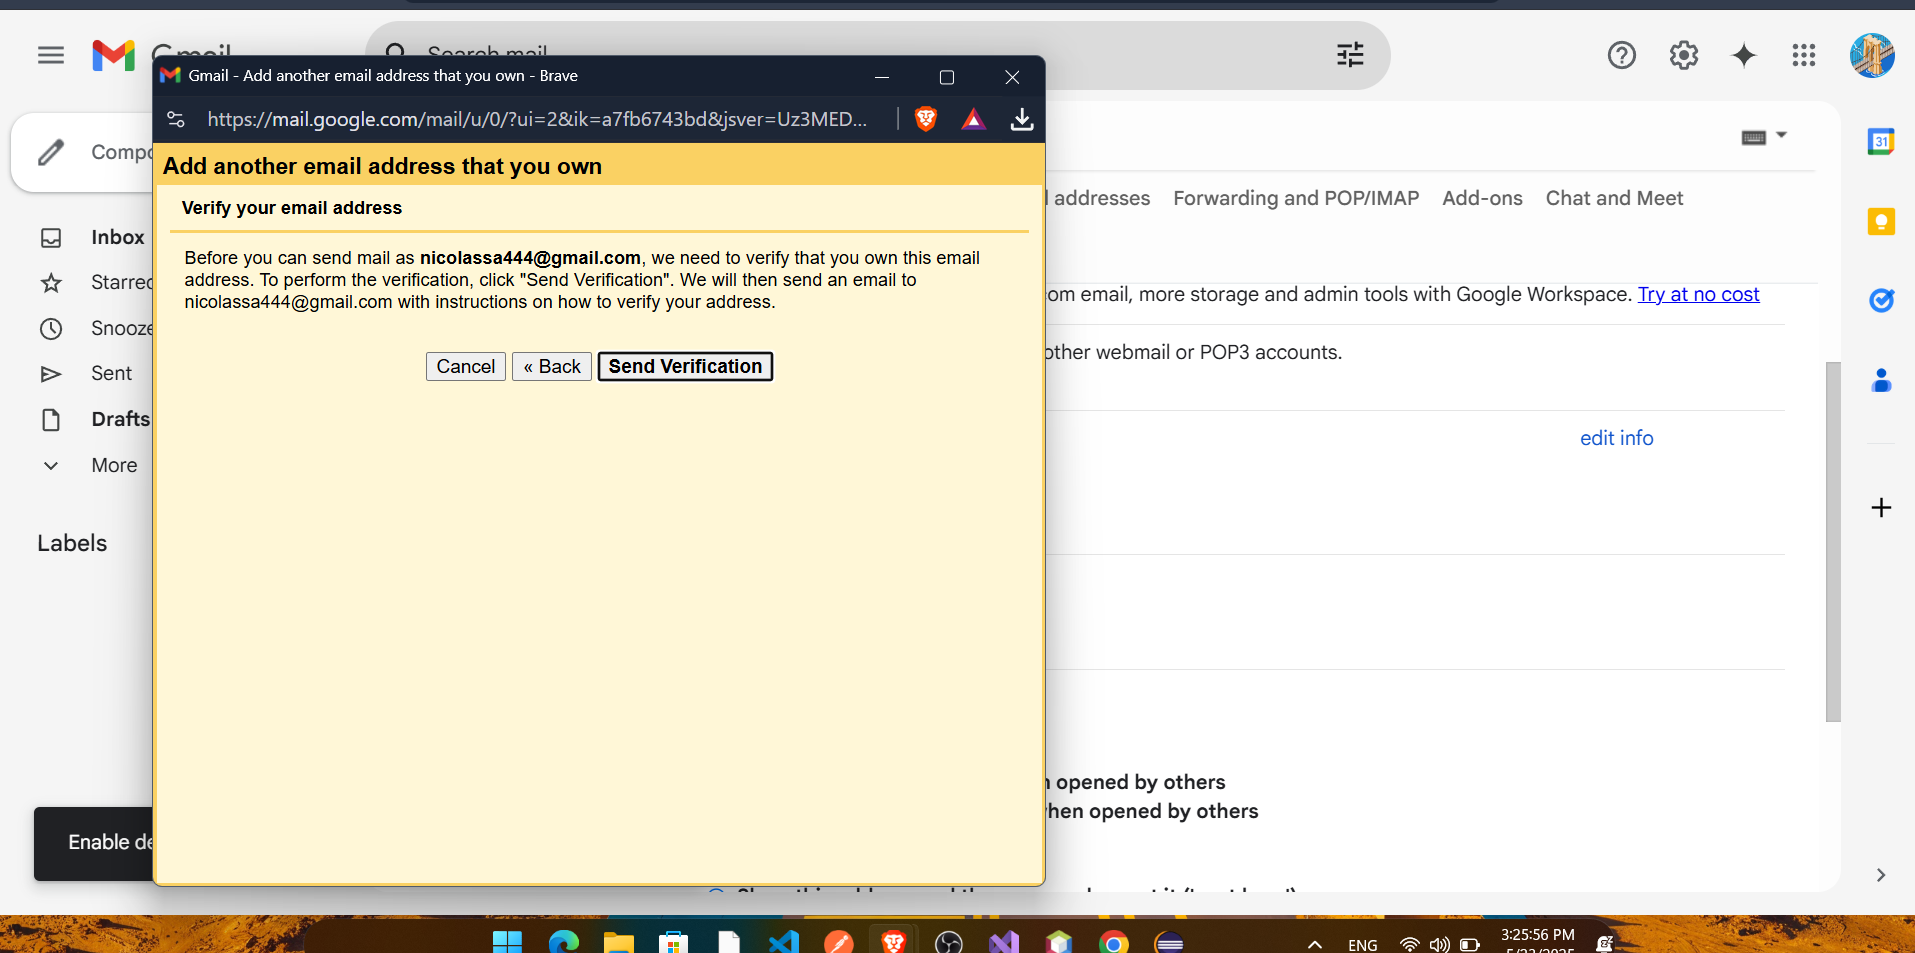 Gmail
Search mail
Gmail - Add another email address that you own - Brave
https://mail.google.com/mail/u/0/?ui=2&ik=a7fb6743bd&jsver=Uz3MED...
Add another email address that you own
Verify your email address
Before you can send mail as nicolassa444@gmail.com, we need to verify that you own this email
address. To perform the verification, click "Send Verification". We will then send an email to
nicolassa444@gmail.com with instructions on how to verify your address.
Cancel
« Back
Send Verification
Inbox
Starred
Snooze
Sent
Drafts
More
Labels
Enable
addresses
Forwarding and POP/IMAP
Add-ons
Chat and Meet
email, more storage and admin tools with Google Workspace. Try at no cost
other webmail or POP3 accounts.
edit info
opened by others
when opened by others
31
ENG
3:25:56 PM